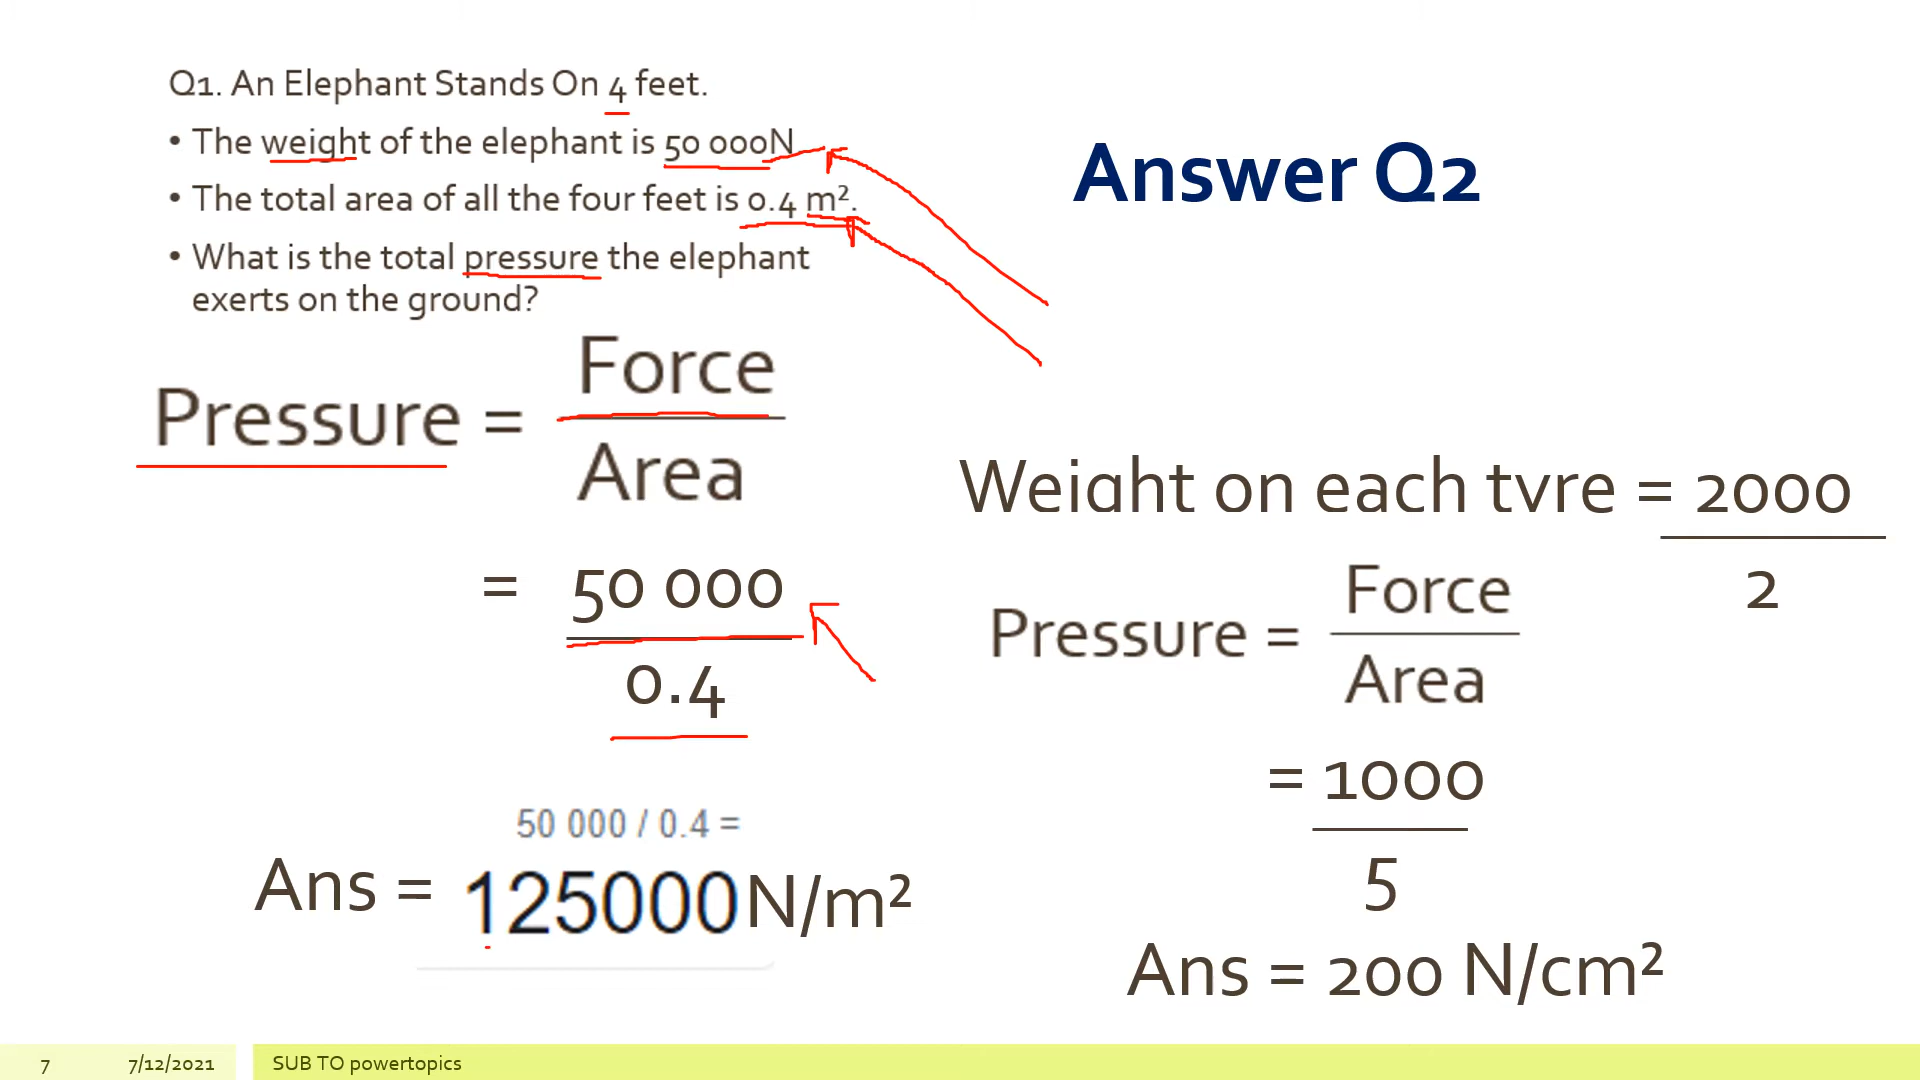 Q1. An Elephant Stands On 4 feet.
• The weight of the elephant is 50 000N
• The total area of all the four feet is 0.4 m².
• What is the total pressure the elephant
exerts on the ground?
Pressure = Force
Area
= 50 000
0.4
50 000 / 0.4 =
Ans = 125000 N/m²
Answer Q2
Weight on each tyre = 2000
2
Pressure = Force
Area
= 1000
5
Ans = 200 N/cm²
7 7/12/2021 SUB TO powertopics